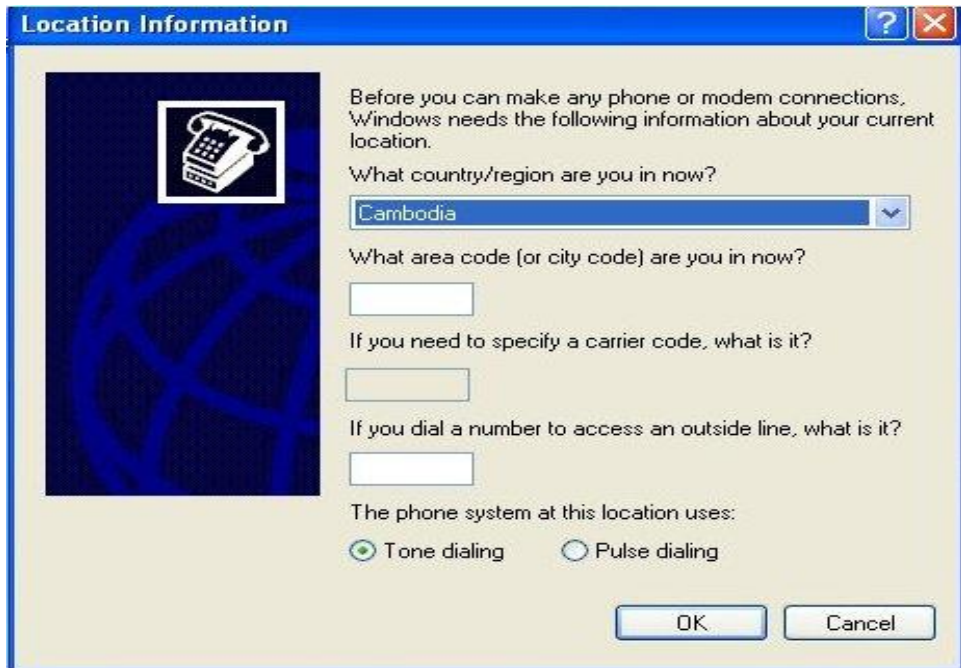 Location Information
?
X
Before you can make any phone or modem connections,
Windows needs the following information about your current
location.
What country/region are you in now?
Cambodia
What area code (or city code) are you in now?
If you need to specify a carrier code, what is it?
If you dial a number to access an outside line, what is it?
The phone system at this location uses:
Tone dialing
Pulse dialing
OK
Cancel